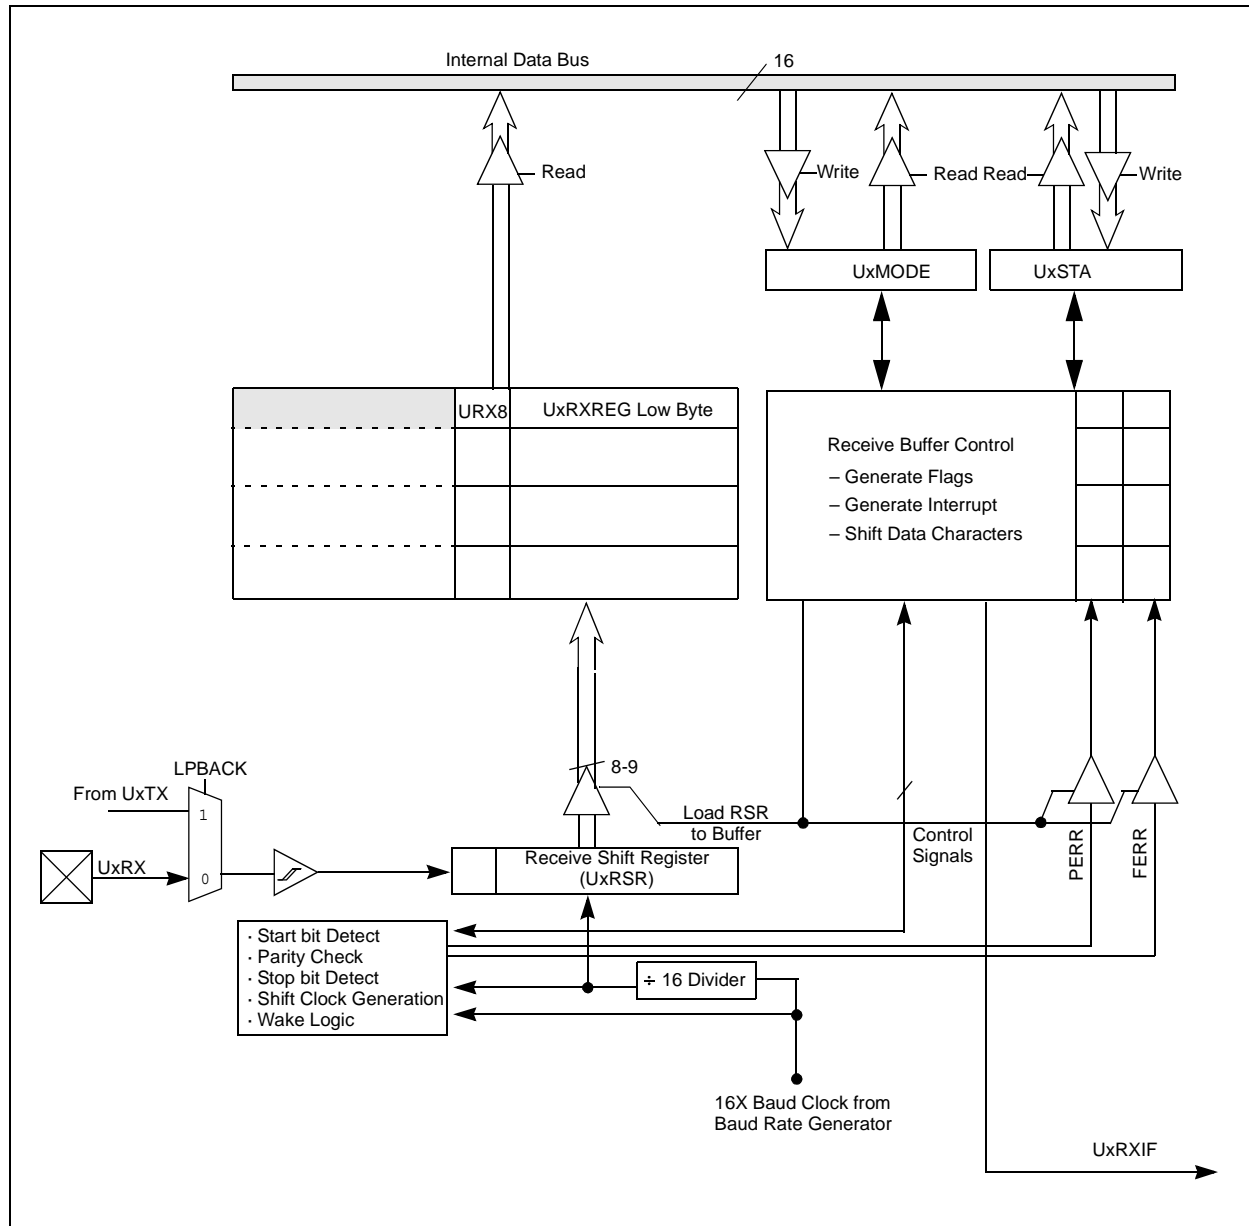 Internal Data Bus
16
Read
Write
Read Read
Write
UxMODE
UxSTA
URX8
UxRXREG Low Byte
Receive Buffer Control
– Generate Flags
– Generate Interrupt
– Shift Data Characters
8-9
LPBACK
From UxTX
1
UxRX
0
Load RSR
to Buffer
Control
Signals
PERR
FERR
Receive Shift Register
(UxRSR)
· Start bit Detect
· Parity Check
· Stop bit Detect
· Shift Clock Generation
· Wake Logic
÷ 16 Divider
16X Baud Clock from
Baud Rate Generator
UxRXIF